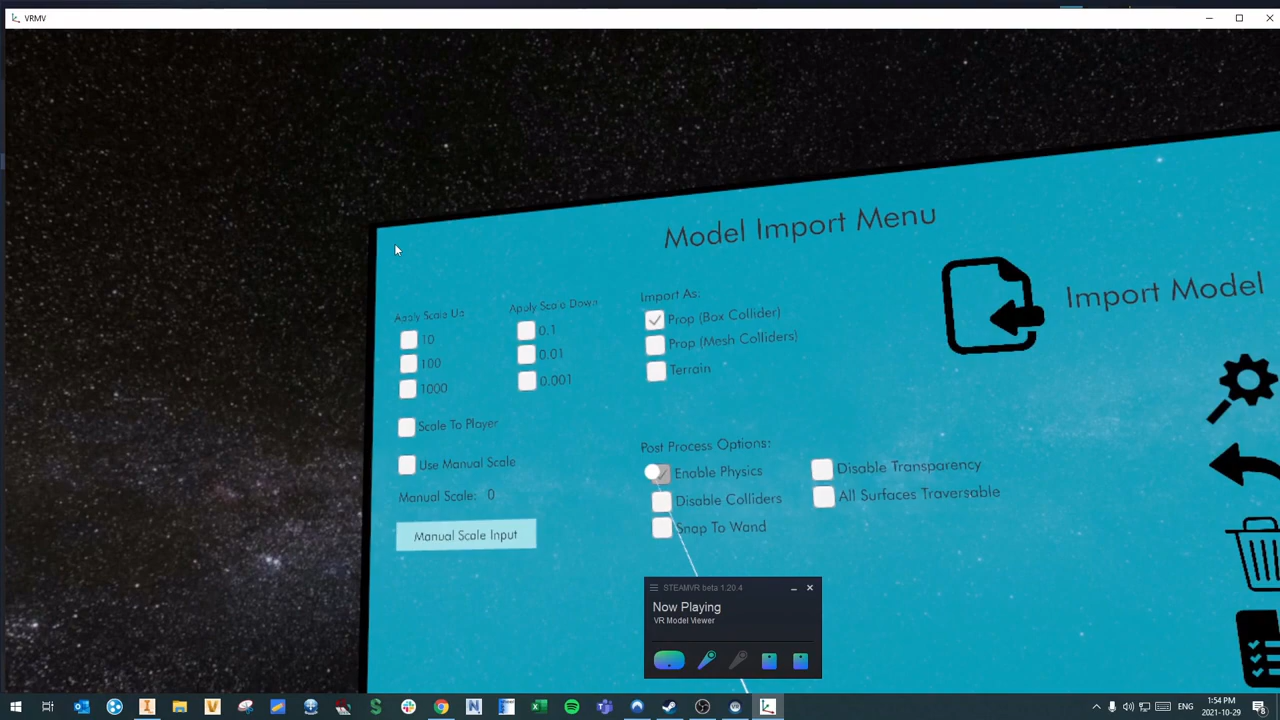 VRMV
Model Import Menu
Apply Scale Up
10
100
1000
Apply Scale Down
0.1
0.01
0.001
Import As:
Prop (Box Collider)
Prop (Mesh Colliders)
Terrain
Import Model
Scale To Player
Use Manual Scale
Manual Scale: 0
Manual Scale Input
Post Process Options:
Enable Physics
Disable Colliders
Snap To Wand
Disable Transparency
All Surfaces Traversable
STEAMVR beta 1.20.4
Now Playing
VR Model Viewer
ENG
1:54 PM
2021-10-29
8